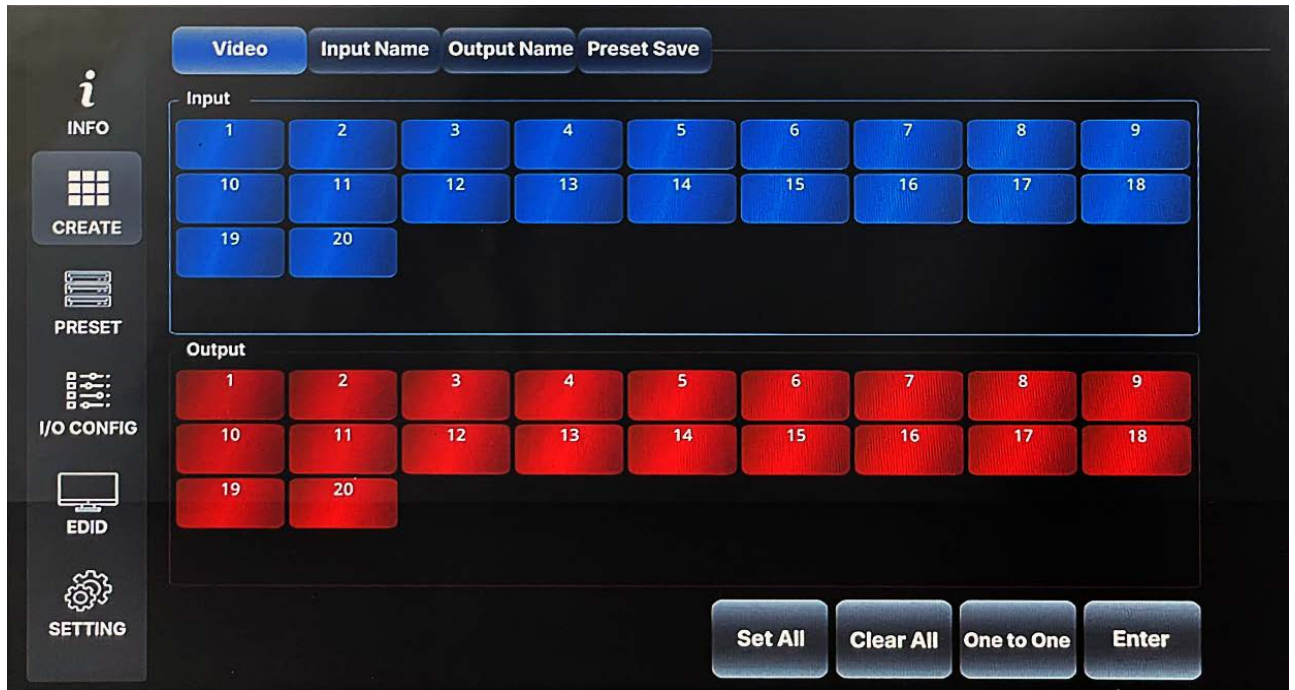 Video Input Name Output Name Preset Save
INFO
CREATE
PRESET
I/O CONFIG
EDID
SETTING
Input
1 2 3 4 5 6 7 8 9
10 11 12 13 14 15 16 17 18
19 20
Output
1 2 3 4 5 6 7 8 9
10 11 12 13 14 15 16 17 18
19 20
Set All Clear All One to One Enter